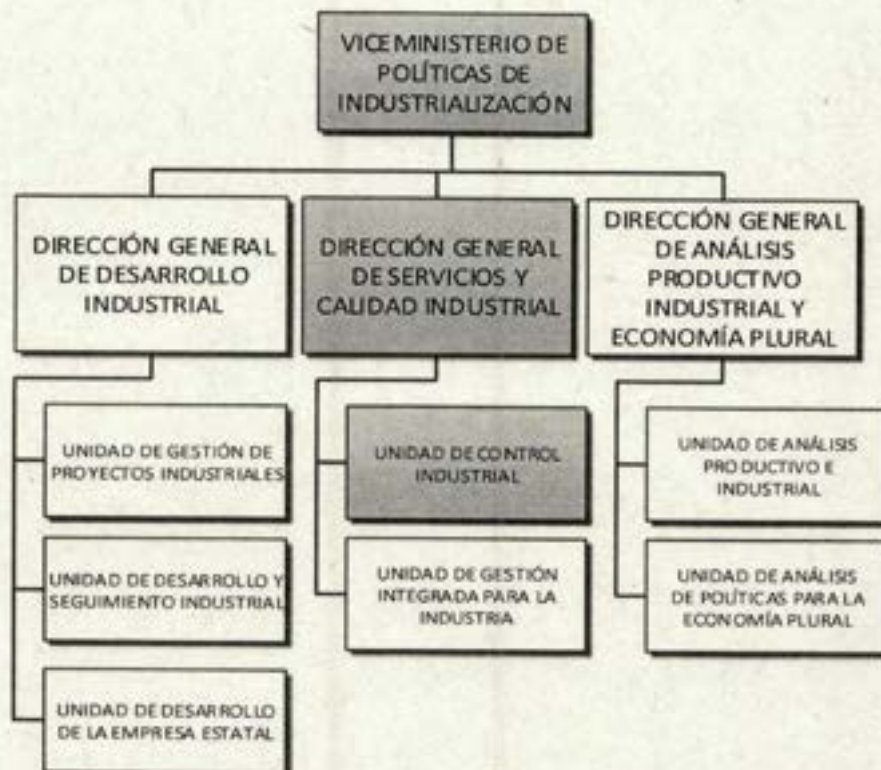 VICEMINISTERIO DE
POLÍTICAS DE
INDUSTRIALIZACIÓN
DIRECCIÓN GENERAL
DE DESARROLLO
INDUSTRIAL
DIRECCIÓN GENERAL
DE SERVICIOS Y
CALIDAD INDUSTRIAL
DIRECCIÓN GENERAL
DE ANÁLISIS
PRODUCTIVO
INDUSTRIAL Y
ECONOMÍA PLURAL
UNIDAD DE GESTIÓN DE
PROYECTOS INDUSTRIALES
UNIDAD DE DESARROLLO Y
SEGUIMIENTO INDUSTRIAL
UNIDAD DE DESARROLLO
DE LA EMPRESA ESTATAL
UNIDAD DE CONTROL
INDUSTRIAL
UNIDAD DE GESTIÓN
INTEGRADA PARA LA
INDUSTRIA
UNIDAD DE ANÁLISIS
PRODUCTIVO E
INDUSTRIAL
UNIDAD DE ANÁLISIS
DE POLÍTICAS PARA LA
ECONOMÍA PLURAL